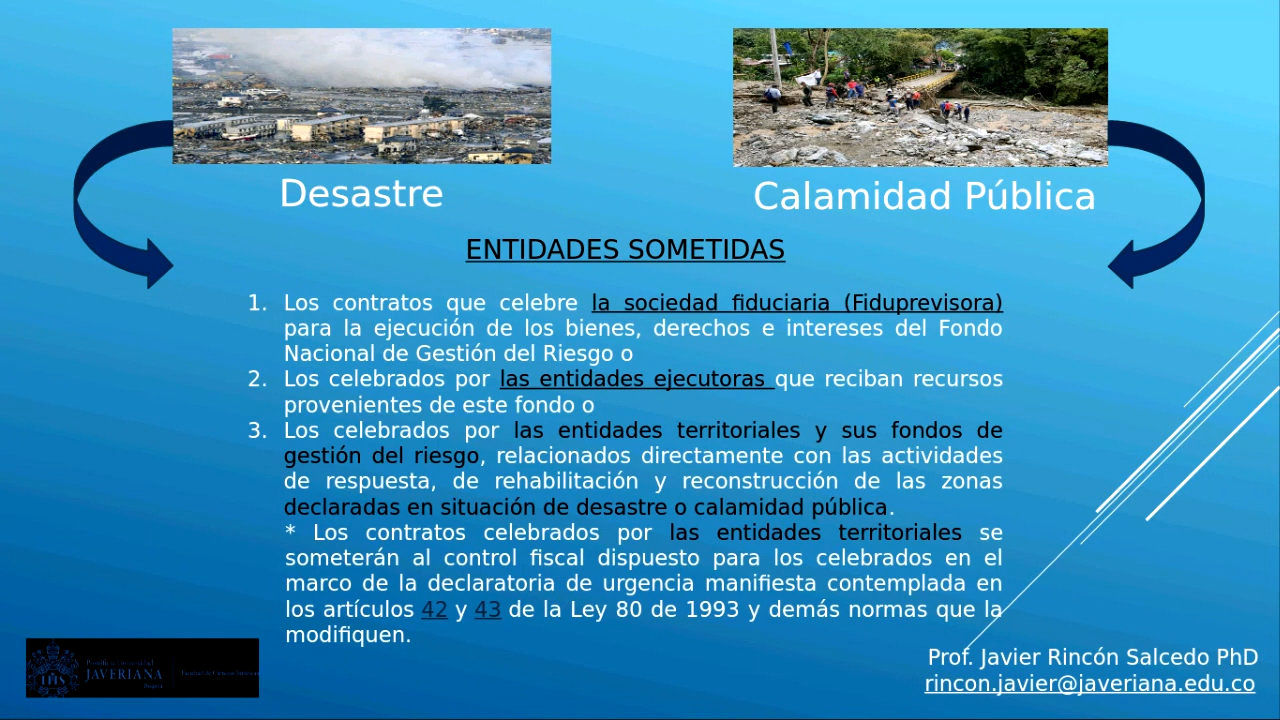 Desastre
Calamidad Pública
ENTIDADES SOMETIDAS
1. Los contratos que celebre la sociedad fiduciaria (Fiduprevisora)
para la ejecución de los bienes, derechos e intereses del Fondo
Nacional de Gestión del Riesgo o
2. Los celebrados por las entidades ejecutoras que reciban recursos
provenientes de este fondo o
3. Los celebrados por las entidades territoriales y sus fondos de
gestión del riesgo, relacionados directamente con las actividades
de respuesta, de rehabilitación y reconstrucción de las zonas
declaradas en situación de desastre o calamidad pública.
* Los contratos celebrados por las entidades territoriales se
someterán al control fiscal dispuesto para los celebrados en el
marco de la declaratoria de urgencia manifiesta contemplada en
los artículos 42 y 43 de la Ley 80 de 1993 y demás normas que la
modifiquen.
Pontificia Universidad
JAVERIANA
Bogotá
Facultad de Ciencias
Prof. Javier Rincón Salcedo PhD
rincon.javier@javeriana.edu.co